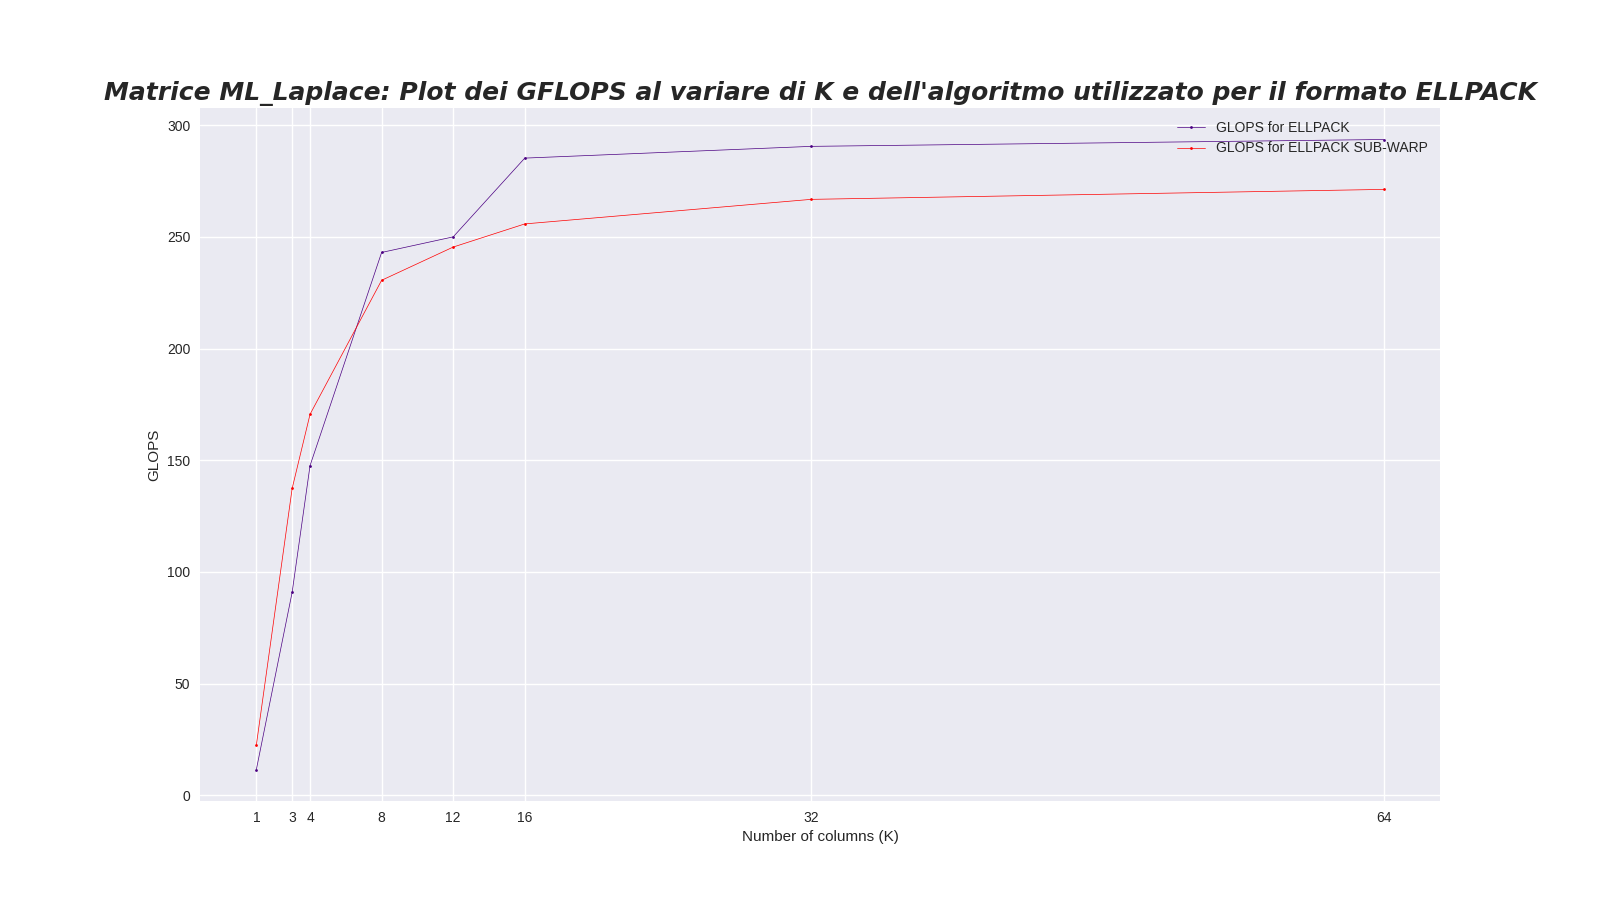 Matrice ML_Laplace: Plot dei GFLOPS al variare di K e dell'algoritmo utilizzato per il formato ELLPACK
GLOPS for ELLPACK
GLOPS for ELLPACK SUB-WARP
300
250
200
150
100
50
0
GLOPS
1 3 4 8 12 16 32 64
Number of columns (K)